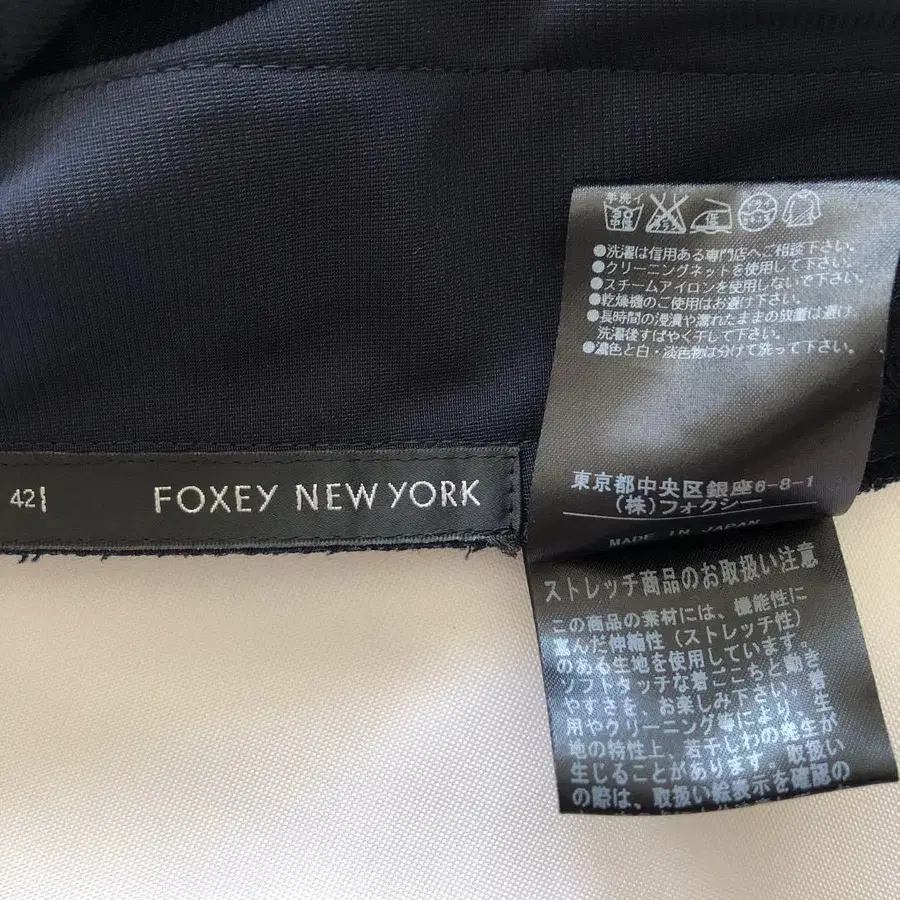 42
FOXEY NEW YORK
手洗イ
中性
ドライ
●洗濯は信用ある専門店へご相談下さい。
●クリーニングネットを使用して下さい。
●スチームアイロンを使用しないで下さい。
●乾燥機のご使用はお避け下さい。
●長時間の浸漬や濡れたままの放置は避け
洗濯後すばやく干して下さい。
●濃色と白・淡色物は分けて洗って下さい。
東京都中央区銀座6-8-1
(株)フォクシー
MADE IN JAPAN
ストレッチ商品のお取扱い注意
この商品の素材には、機能性に
富んだ伸縮性(ストレッチ性)
のある生地を使用しています。
ソフトタッチな着ごこちと動き
やすさを、お楽しみ下さい。着
用やクリーニング等により、生
地の特性上、若干しわの発生が
生じることがあります。取扱い
の際は、取扱い絵表示を確認の